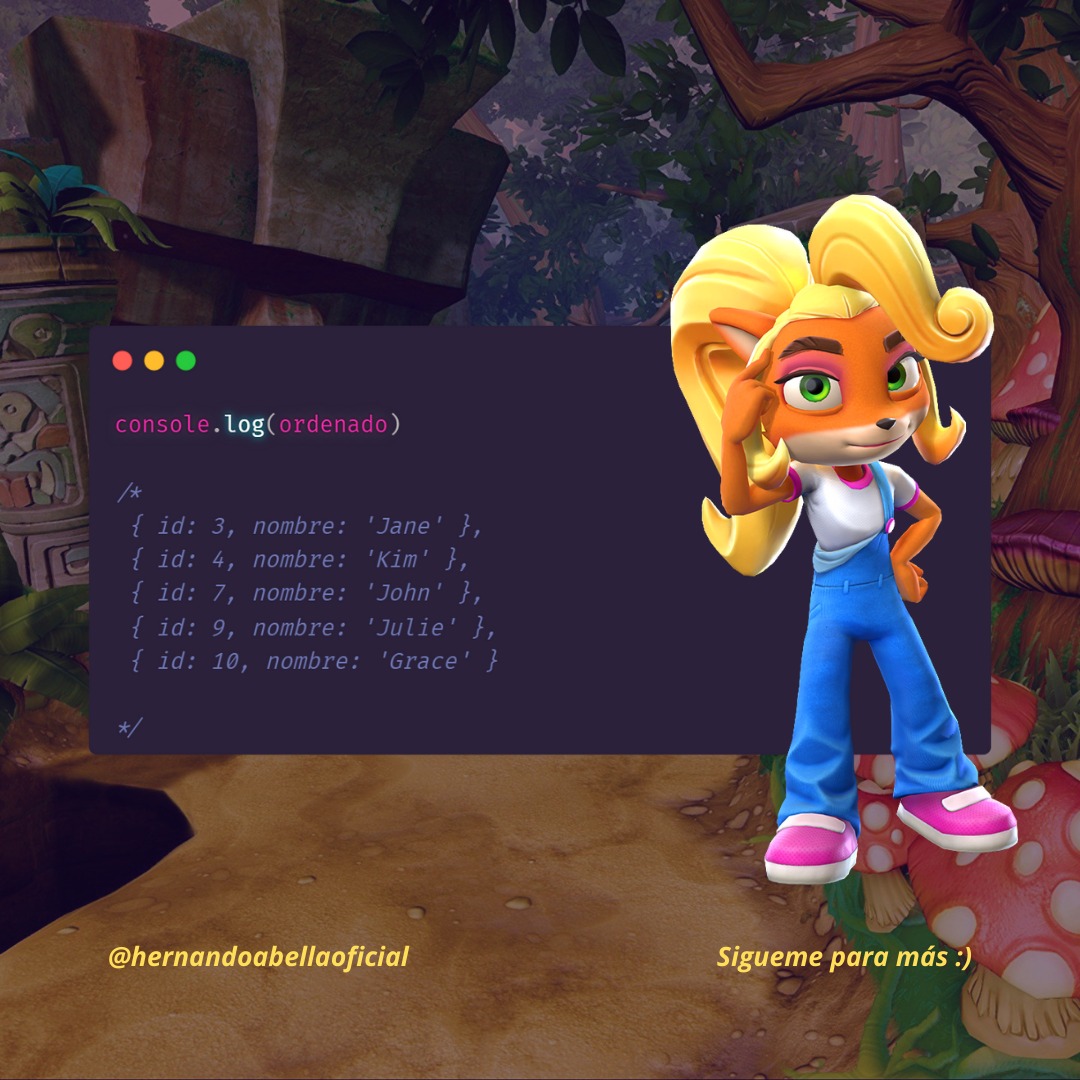 console.log(ordenado)
/*
{ id: 3, nombre: 'Jane' },
{ id: 4, nombre: 'Kim' },
{ id: 7, nombre: 'John' },
{ id: 9, nombre: 'Julie' },
{ id: 10, nombre: 'Grace' }
*/
@hernandoabellaoficial
Sigueme para más :)